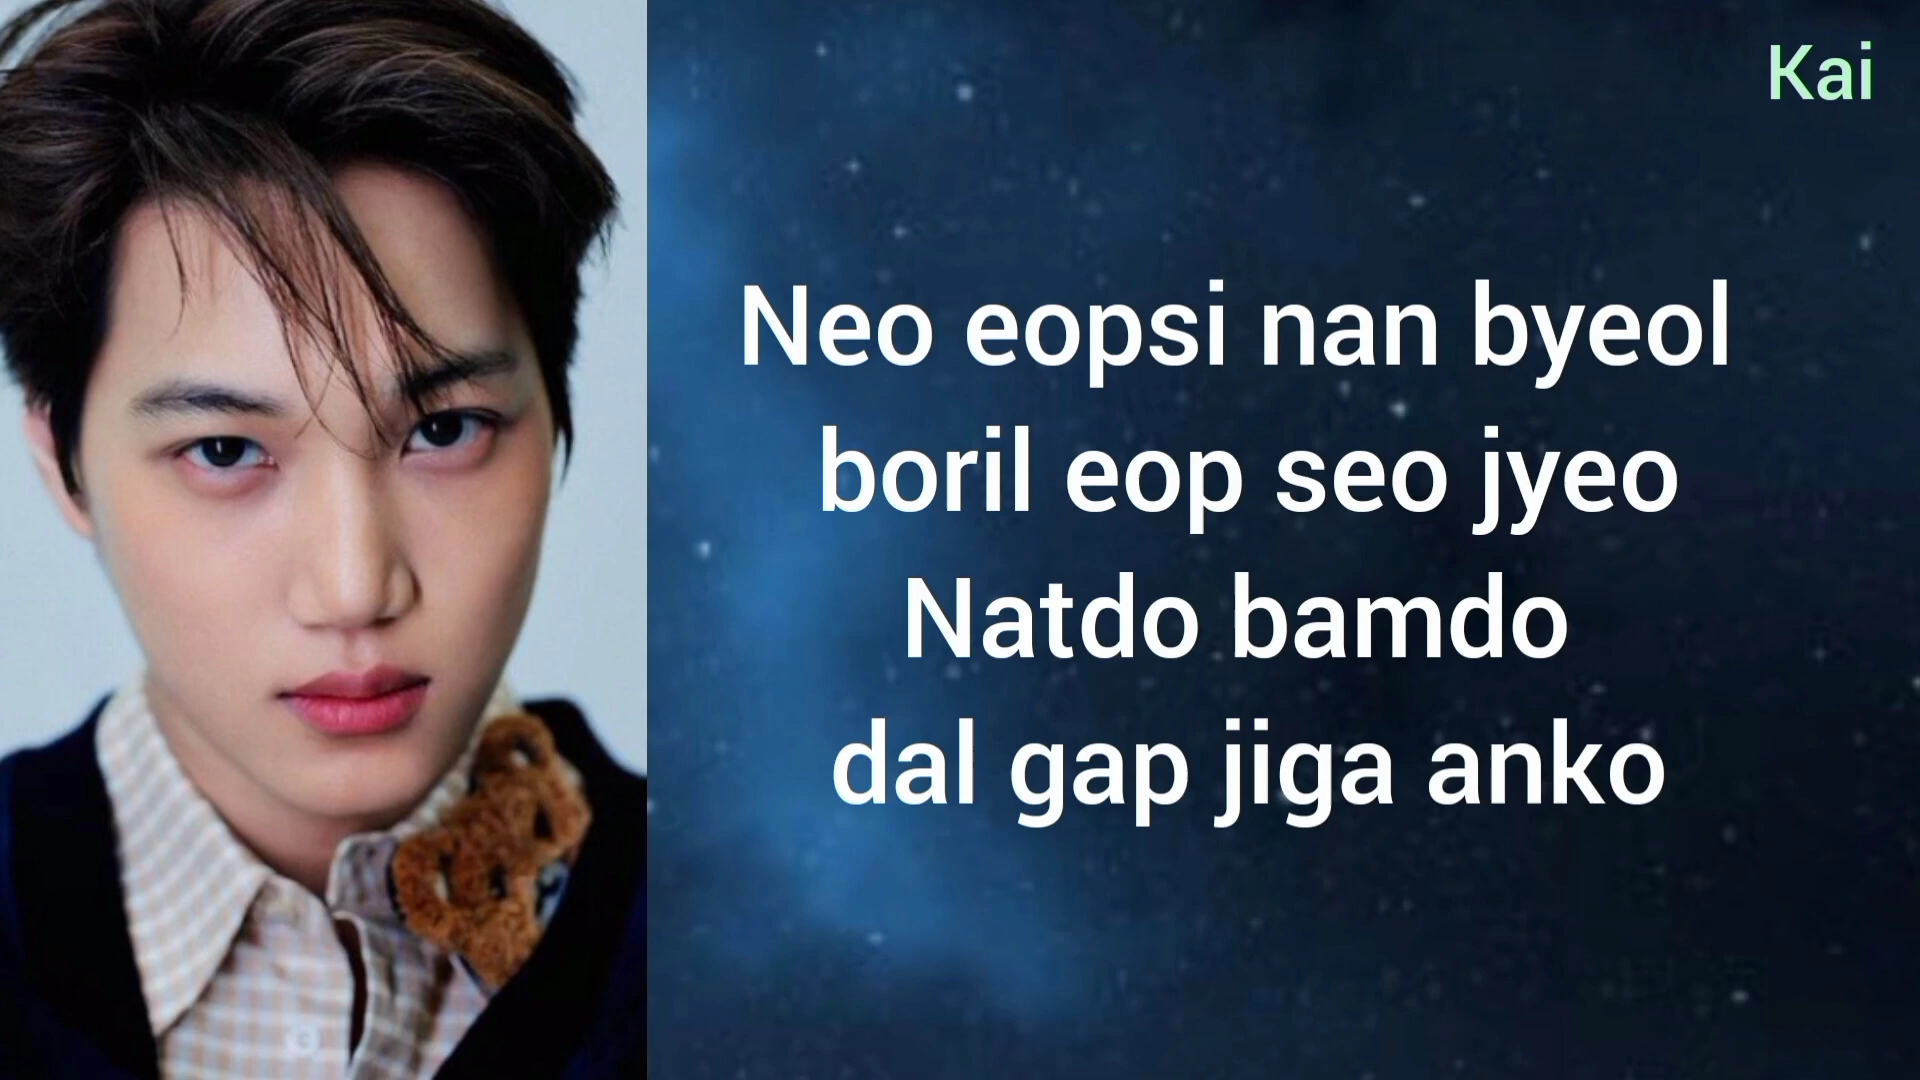 Kai
Neo eopsi nan byeol
boril eop seo jyeo
Natdo bamdo
dal gap jiga anko